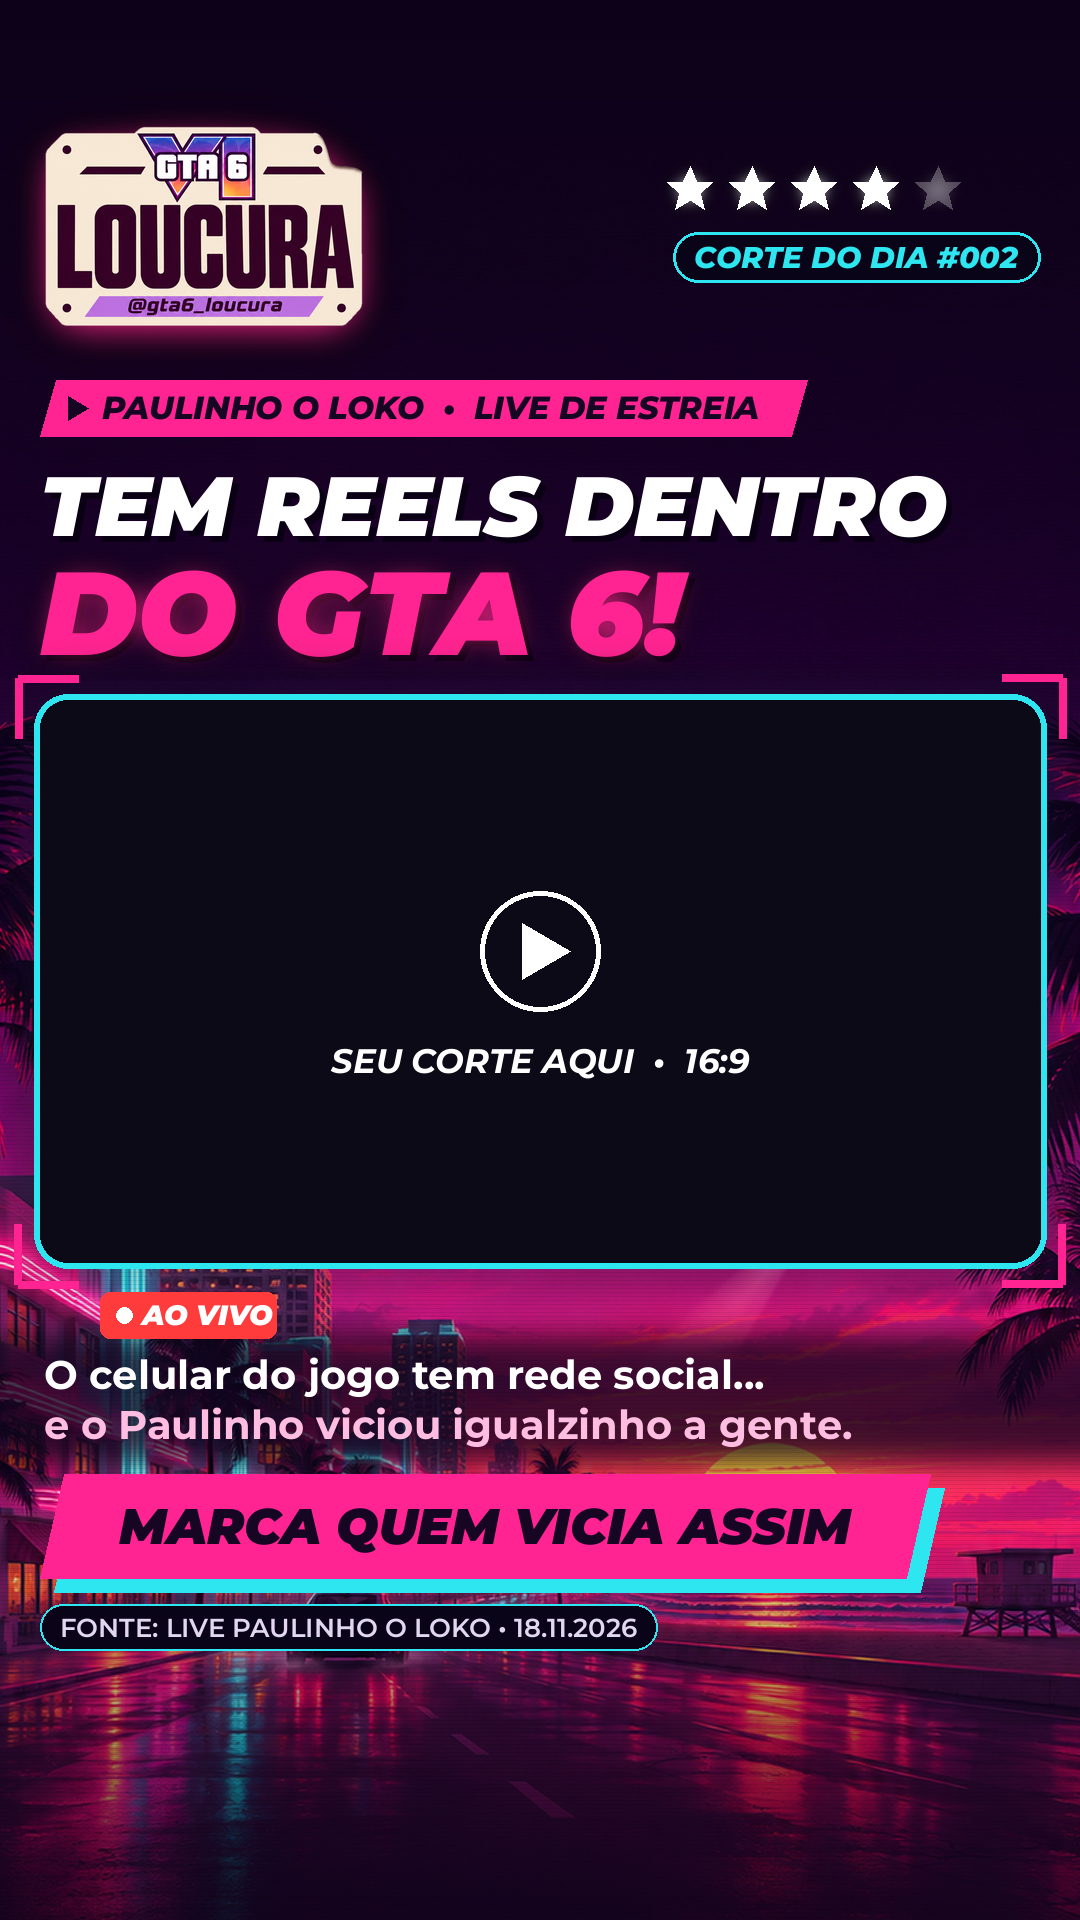 GTA 6
LOUCURA
@gta6_loucura
CORTE DO DIA #002
PAULINHO O LOKO • LIVE DE ESTREIA
TEM REELS DENTRO
DO GTA 6!
SEU CORTE AQUI • 16:9
AO VIVO
O celular do jogo tem rede social...
e o Paulinho viciou igualzinho a gente.
MARCA QUEM VICIA ASSIM
FONTE: LIVE PAULINHO O LOKO • 18.11.2026